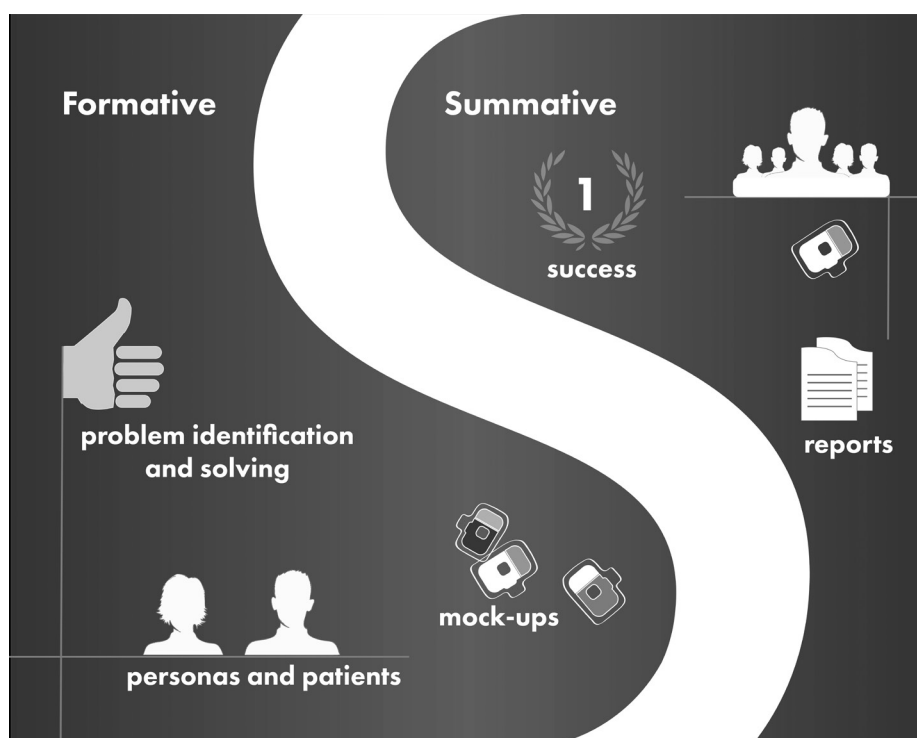 Formative
Summative
1
success
problem identification
and solving
reports
mock-ups
personas and patients